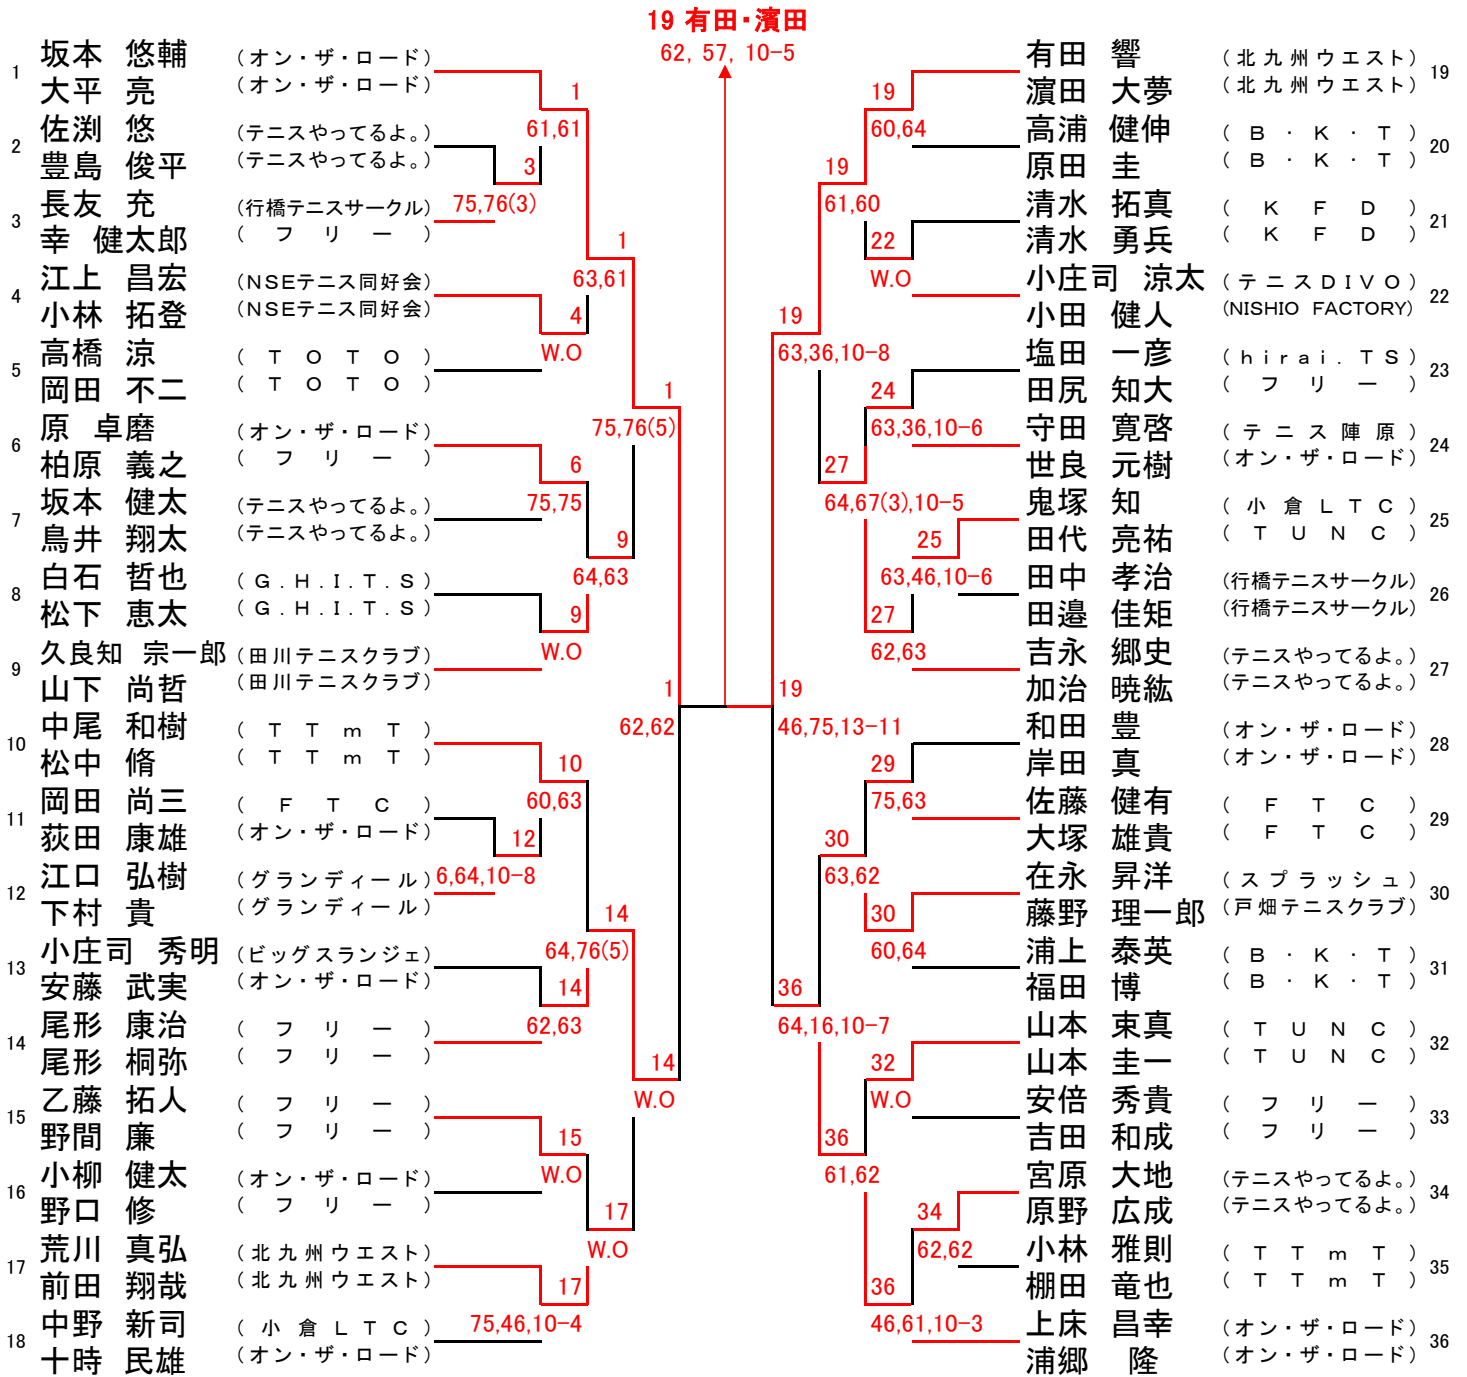 19 有田・濱田
62, 57, 10-5
1 坂本 悠輔 (オン・ザ・ロード)
大平 亮 (オン・ザ・ロード)
2 佐渕 悠 (テニスやってるよ。)
豊島 俊平 (テニスやってるよ。)
3 長友 充 (行橋テニスサークル)
幸 健太郎 (フリー)
4 江上 昌宏 (NSEテニス同好会)
小林 拓登 (NSEテニス同好会)
5 高橋 涼 (TOTO)
岡田 不二 (TOTO)
6 原 卓磨 (オン・ザ・ロード)
柏原 義之 (フリー)
7 坂本 健太 (テニスやってるよ。)
鳥井 翔太 (テニスやってるよ。)
8 白石 哲也 (G.H.I.T.S)
松下 恵太 (G.H.I.T.S)
9 久良知 宗一郎 (田川テニスクラブ)
山下 尚哲 (田川テニスクラブ)
10 中尾 和樹 (TTmT)
松中 脩 (TTmT)
11 岡田 尚三 (FTC)
荻田 康雄 (オン・ザ・ロード)
12 江口 弘樹 (グランディール)
下村 貴 (グランディール)
13 小庄司 秀明 (ビッグスランジェ)
安藤 武実 (オン・ザ・ロード)
14 尾形 康治 (フリー)
尾形 桐弥 (フリー)
15 乙藤 拓人 (フリー)
野間 廉 (フリー)
16 小柳 健太 (オン・ザ・ロード)
野口 修 (フリー)
17 荒川 真弘 (北九州ウエスト)
前田 翔哉 (北九州ウエスト)
18 中野 新司 (小倉LTC)
十時 民雄 (オン・ザ・ロード)
1
61,61
3
75,76(3)
1
63,61
4
W.O
1
75,76(5)
6
75,75
9
64,63
9
W.O
1
62,62
10
60,63
12
6,64,10-8
14
64,76(5)
14
62,63
14
W.O
15
W.O
17
W.O
17
75,46,10-4
19
60,64
19
61,60
22
W.O
19
63,36,10-8
24
63,36,10-6
27
64,67(3),10-5
25
63,46,10-6
27
62,63
19
46,75,13-11
29
75,63
30
63,62
30
60,64
36
64,16,10-7
32
W.O
36
61,62
34
62,62
36
46,61,10-3
有田 響 (北九州ウエスト) 19
濵田 大夢 (北九州ウエスト)
高浦 健伸 (B・K・T) 20
原田 圭 (B・K・T)
清水 拓真 (KFD) 21
清水 勇兵 (KFD)
小庄司 涼太 (テニスDIVO) 22
小田 健人 (NISHIO FACTORY)
塩田 一彦 (hirai.TS) 23
田尻 知大 (フリー)
守田 寛啓 (テニス陣原) 24
世良 元樹 (オン・ザ・ロード)
鬼塚 知 (小倉LTC) 25
田代 亮祐 (TUNC)
田中 孝治 (行橋テニスサークル) 26
田邉 佳矩 (行橋テニスサークル)
吉永 郷史 (テニスやってるよ。) 27
加治 暁紘 (テニスやってるよ。)
和田 豊 (オン・ザ・ロード) 28
岸田 真 (オン・ザ・ロード)
佐藤 健有 (FTC) 29
大塚 雄貴 (FTC)
在永 昇洋 (スプラッシュ) 30
藤野 理一郎 (戸畑テニスクラブ)
浦上 泰英 (B・K・T) 31
福田 博 (B・K・T)
山本 束真 (TUNC) 32
山本 圭一 (TUNC)
安倍 秀貴 (フリー) 33
吉田 和成 (フリー)
宮原 大地 (テニスやってるよ。) 34
原野 広成 (テニスやってるよ。)
小林 雅則 (TTmT) 35
棚田 竜也 (TTmT)
上床 昌幸 (オン・ザ・ロード) 36
浦郷 隆 (オン・ザ・ロード)